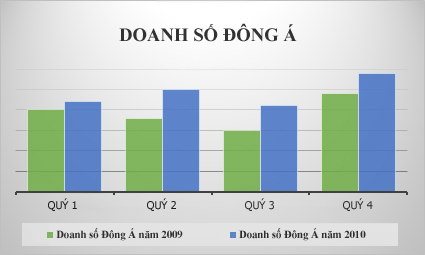 DOANH SỐ ĐÔNG Á
QUÝ 1 QUÝ 2 QUÝ 3 QUÝ 4
Doanh số Đông Á năm 2009 Doanh số Đông Á năm 2010